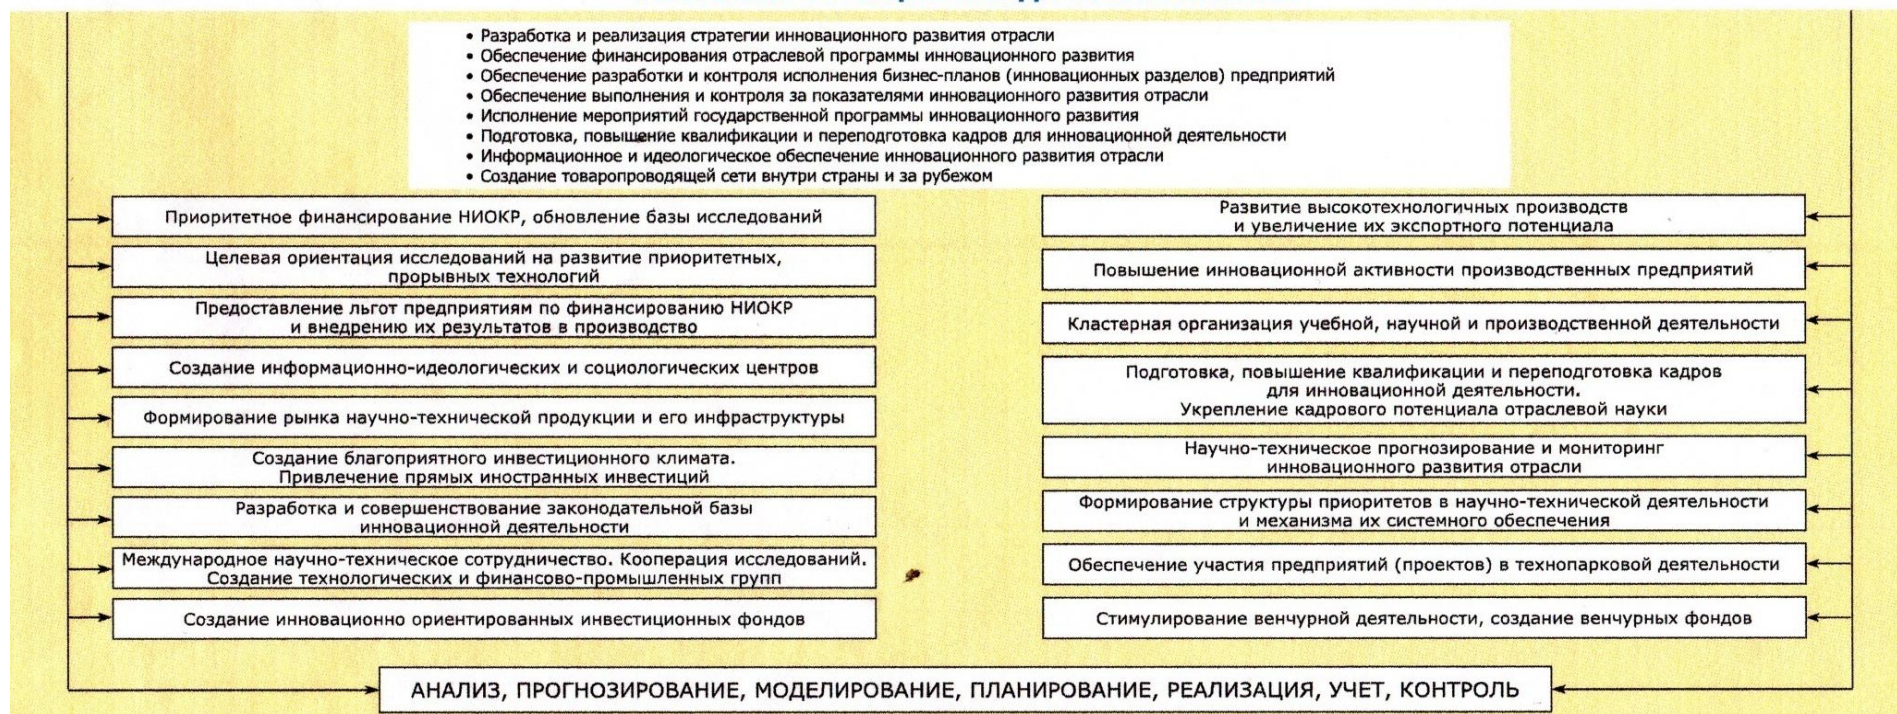 • Разработка и реализация стратегии инновационного развития отрасли
• Обеспечение финансирования отраслевой программы инновационного развития
• Обеспечение разработки и контроля исполнения бизнес-планов (инновационных разделов) предприятий
• Обеспечение выполнения и контроля за показателями инновационного развития отрасли
• Исполнение мероприятий государственной программы инновационного развития
• Подготовка, повышение квалификации и переподготовка кадров для инновационной деятельности
• Информационное и идеологическое обеспечение инновационного развития отрасли
• Создание товаропроводящей сети внутри страны и за рубежом
Приоритетное финансирование НИОКР, обновление базы исследований
Целевая ориентация исследований на развитие приоритетных,
прорывных технологий
Предоставление льгот предприятиям по финансированию НИОКР
и внедрению их результатов в производство
Создание информационно-идеологических и социологических центров
Формирование рынка научно-технической продукции и его инфраструктуры
Создание благоприятного инвестиционного климата.
Привлечение прямых иностранных инвестиций
Разработка и совершенствование законодательной базы
инновационной деятельности
Международное научно-техническое сотрудничество. Кооперация исследований.
Создание технологических и финансово-промышленных групп
Создание инновационно ориентированных инвестиционных фондов
Развитие высокотехнологичных производств
и увеличение их экспортного потенциала
Повышение инновационной активности производственных предприятий
Кластерная организация учебной, научной и производственной деятельности
Подготовка, повышение квалификации и переподготовка кадров
для инновационной деятельности.
Укрепление кадрового потенциала отраслевой науки
Научно-техническое прогнозирование и мониторинг
инновационного развития отрасли
Формирование структуры приоритетов в научно-технической деятельности
и механизма их системного обеспечения
Обеспечение участия предприятий (проектов) в технопарковой деятельности
Стимулирование венчурной деятельности, создание венчурных фондов
АНАЛИЗ, ПРОГНОЗИРОВАНИЕ, МОДЕЛИРОВАНИЕ, ПЛАНИРОВАНИЕ, РЕАЛИЗАЦИЯ, УЧЕТ, КОНТРОЛЬ